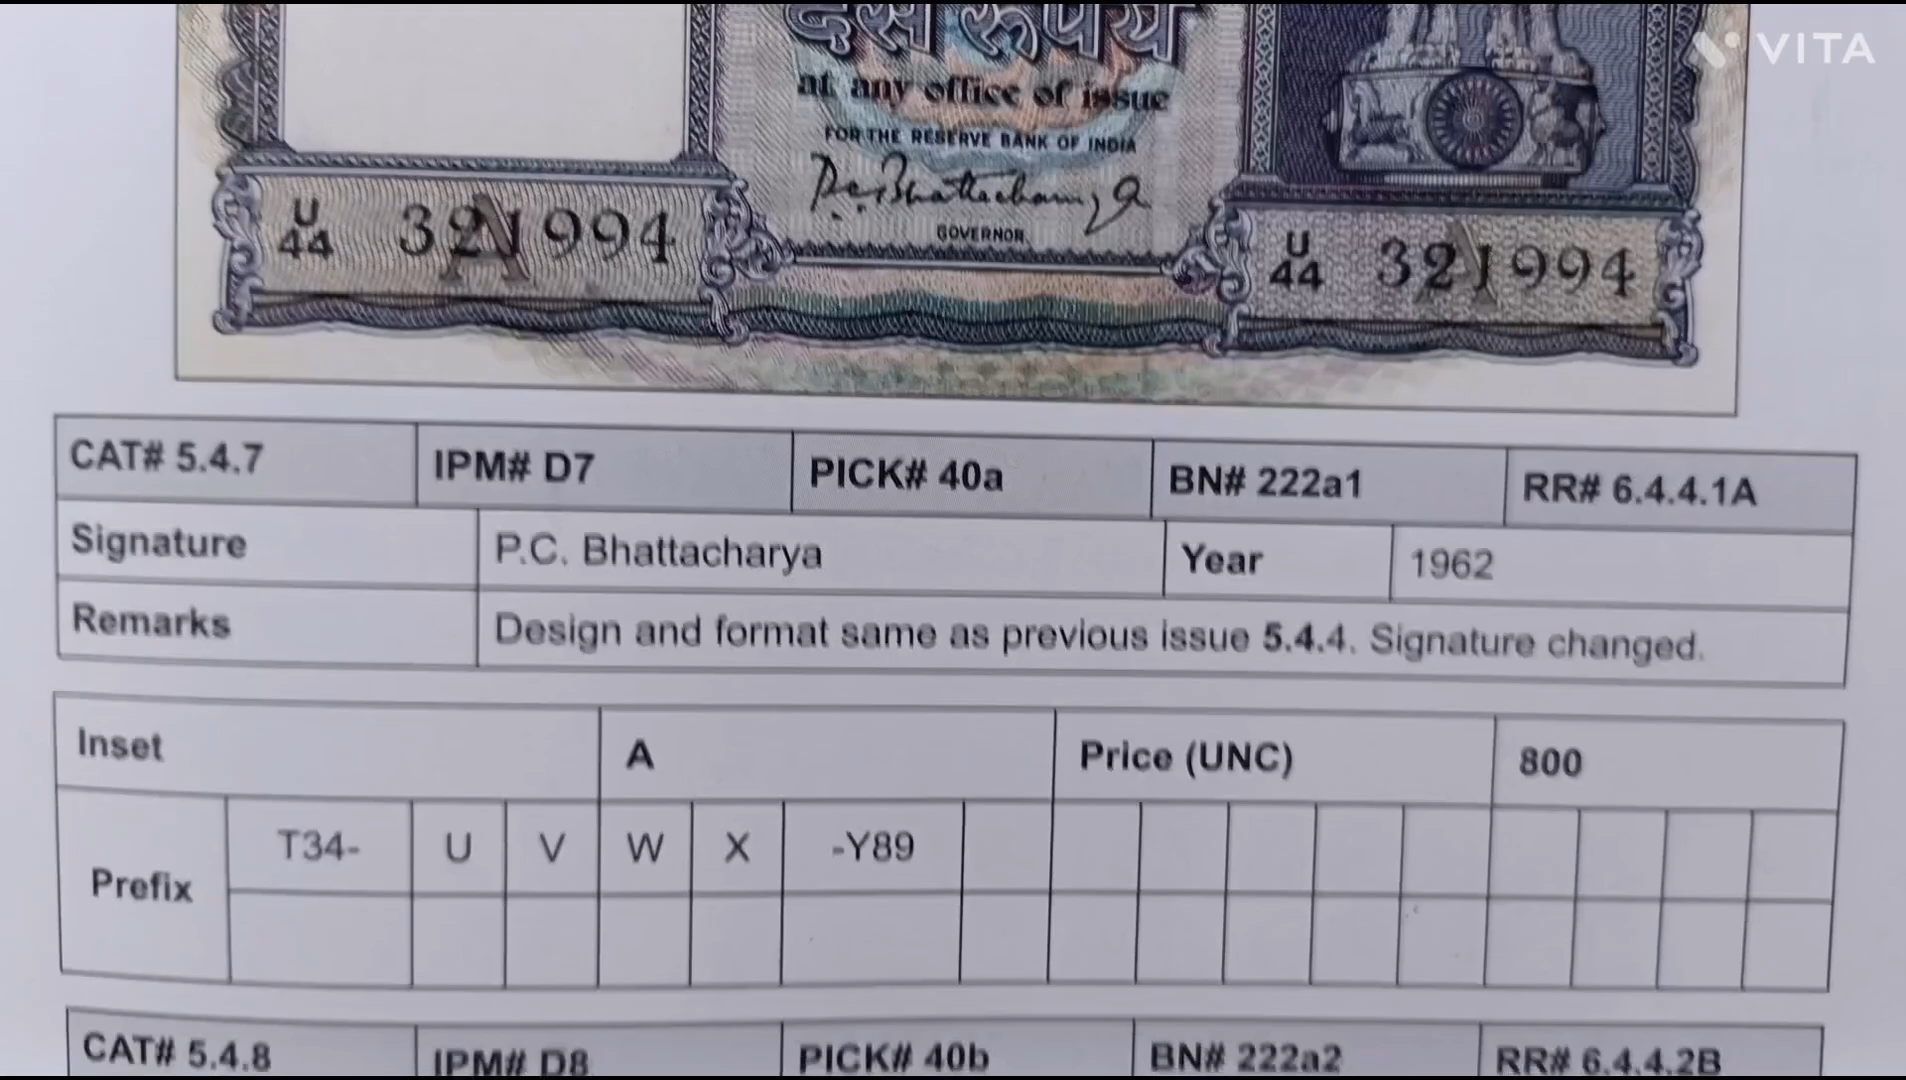 दस रुपये
VITA
at any office of issue
FOR THE RESERVE BANK OF INDIA
P.C. Bhattacharyya
GOVERNOR
U 44 321994 A
U 44 321994 A
CAT# 5.4.7 IPM# D7 PICK# 40a BN# 222a1 RR# 6.4.4.1A
Signature P.C. Bhattacharya Year 1962
Remarks Design and format same as previous issue 5.4.4. Signature changed.
Inset A Price (UNC) 800
Prefix T34- U V W X -Y89
CAT# 5.4.8 IPM# D8 PICK# 40b BN# 222a2 RR# 6.4.4.2B